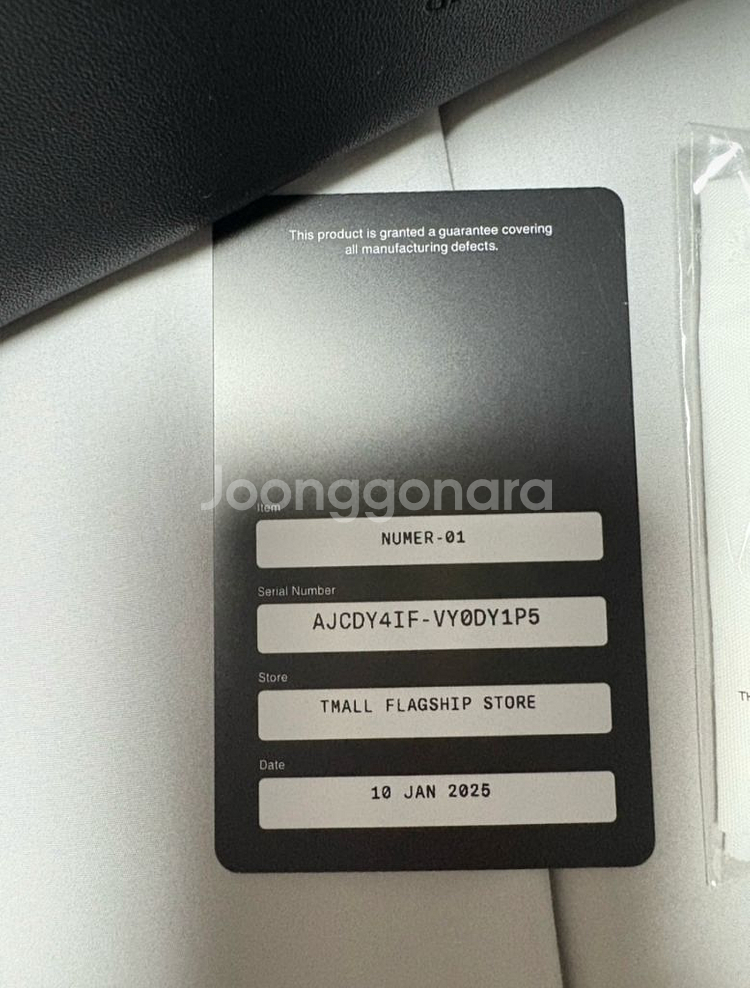 This product is granted a guarantee covering
all manufacturing defects.
Joonggonara
Item
NUMER-01
Serial Number
AJCDY4IF-VY0DY1P5
Store
TMALL FLAGSHIP STORE
Date
10 JAN 2025